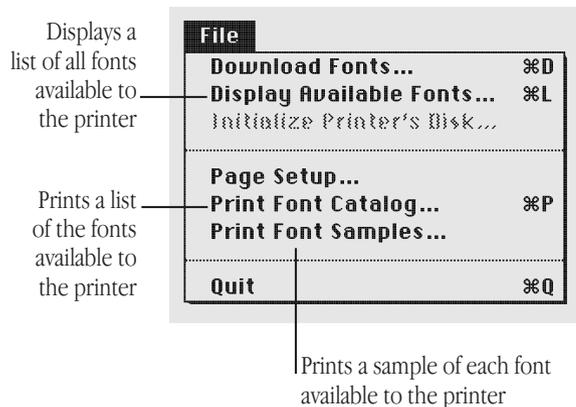 Displays a
list of all fonts
available to
the printer
File
Download Fonts... ⌘D
Display Available Fonts... ⌘L
Initialize Printer's Disk...
Page Setup...
Prints a list
of the fonts
available to
the printer
Print Font Catalog... ⌘P
Print Font Samples...
Quit ⌘Q
Prints a sample of each font
available to the printer